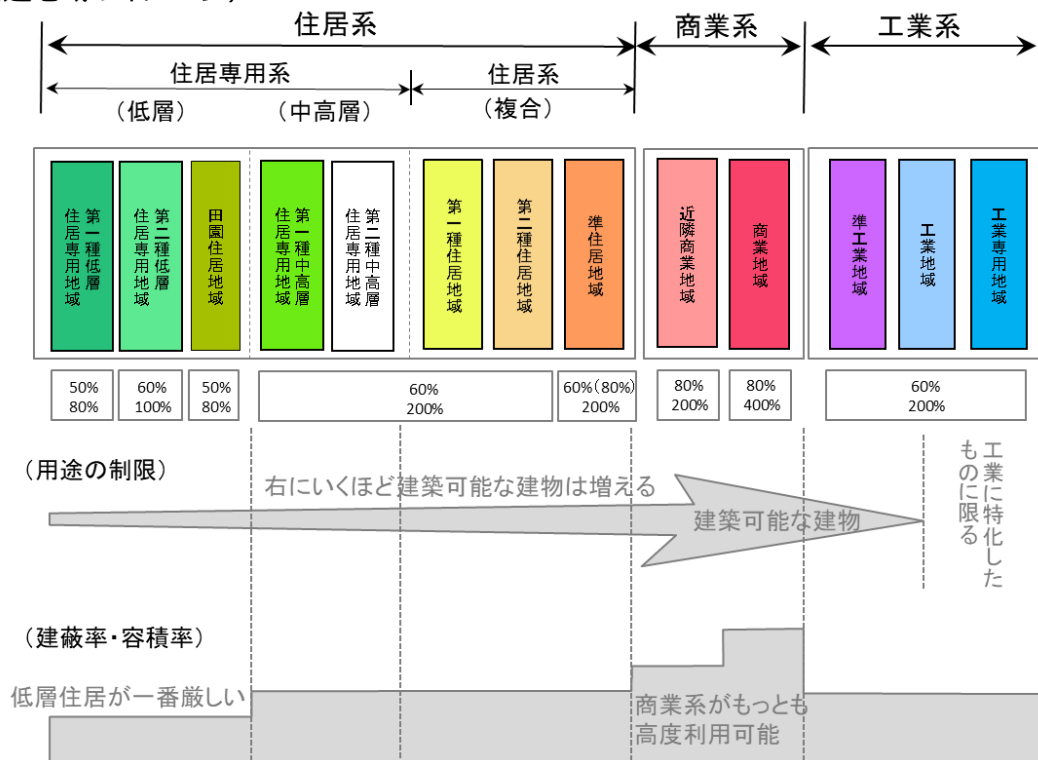 住居系
商業系
工業系
住居専用系
住居系
（低層）
（中高層）
（複合）
第一種低層
住居専用地域
第二種低層
住居専用地域
田園住居地域
第一種中高層
住居専用地域
第二種中高層
住居専用地域
第一種住居地域
第二種住居地域
準住居地域
近隣商業地域
商業地域
準工業地域
工業地域
工業専用地域
50%
80%
60%
100%
50%
80%
60%
200%
60%(80%)
200%
80%
200%
80%
400%
60%
200%
（用途の制限）
右にいくほど建築可能な建物は増える
建築可能な建物
工業に特化した
ものに限る
（建蔽率・容積率）
低層住居が一番厳しい
商業系がもっとも
高度利用可能